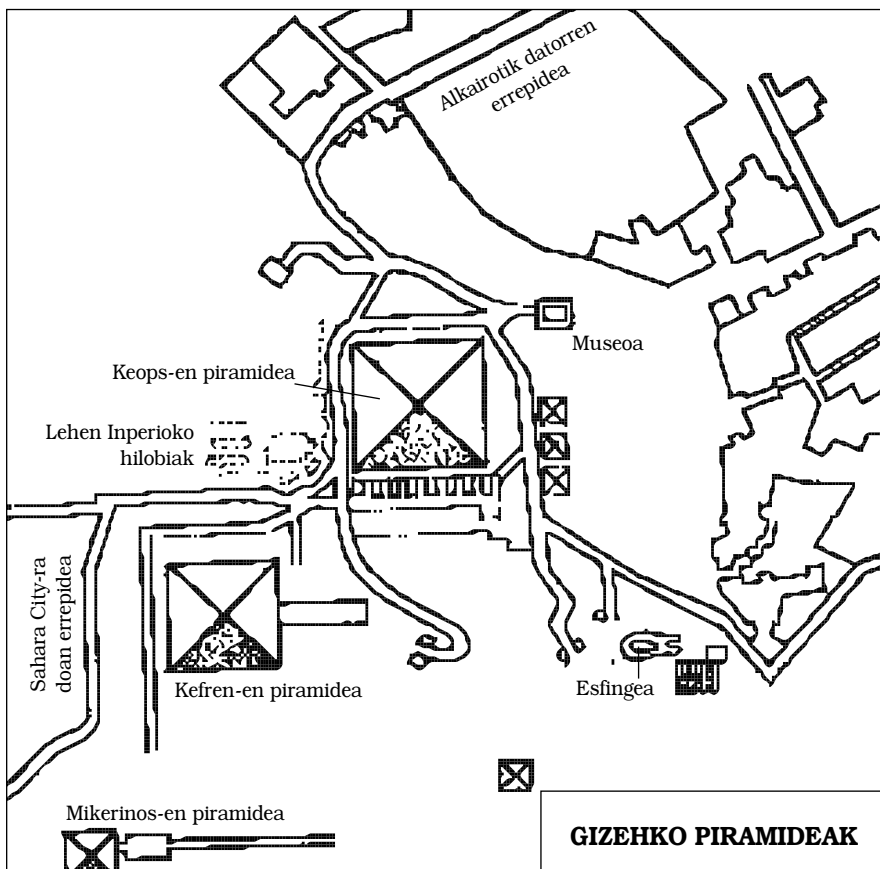 Alkairotik datorren
errepidea
Museoa
Keops-en piramidea
Lehen Inperioko
hilobiak
Sahara City-ra
doan errepidea
Kefren-en piramidea
Esfingea
Mikerinos-en piramidea
GIZEHKO PIRAMIDEAK